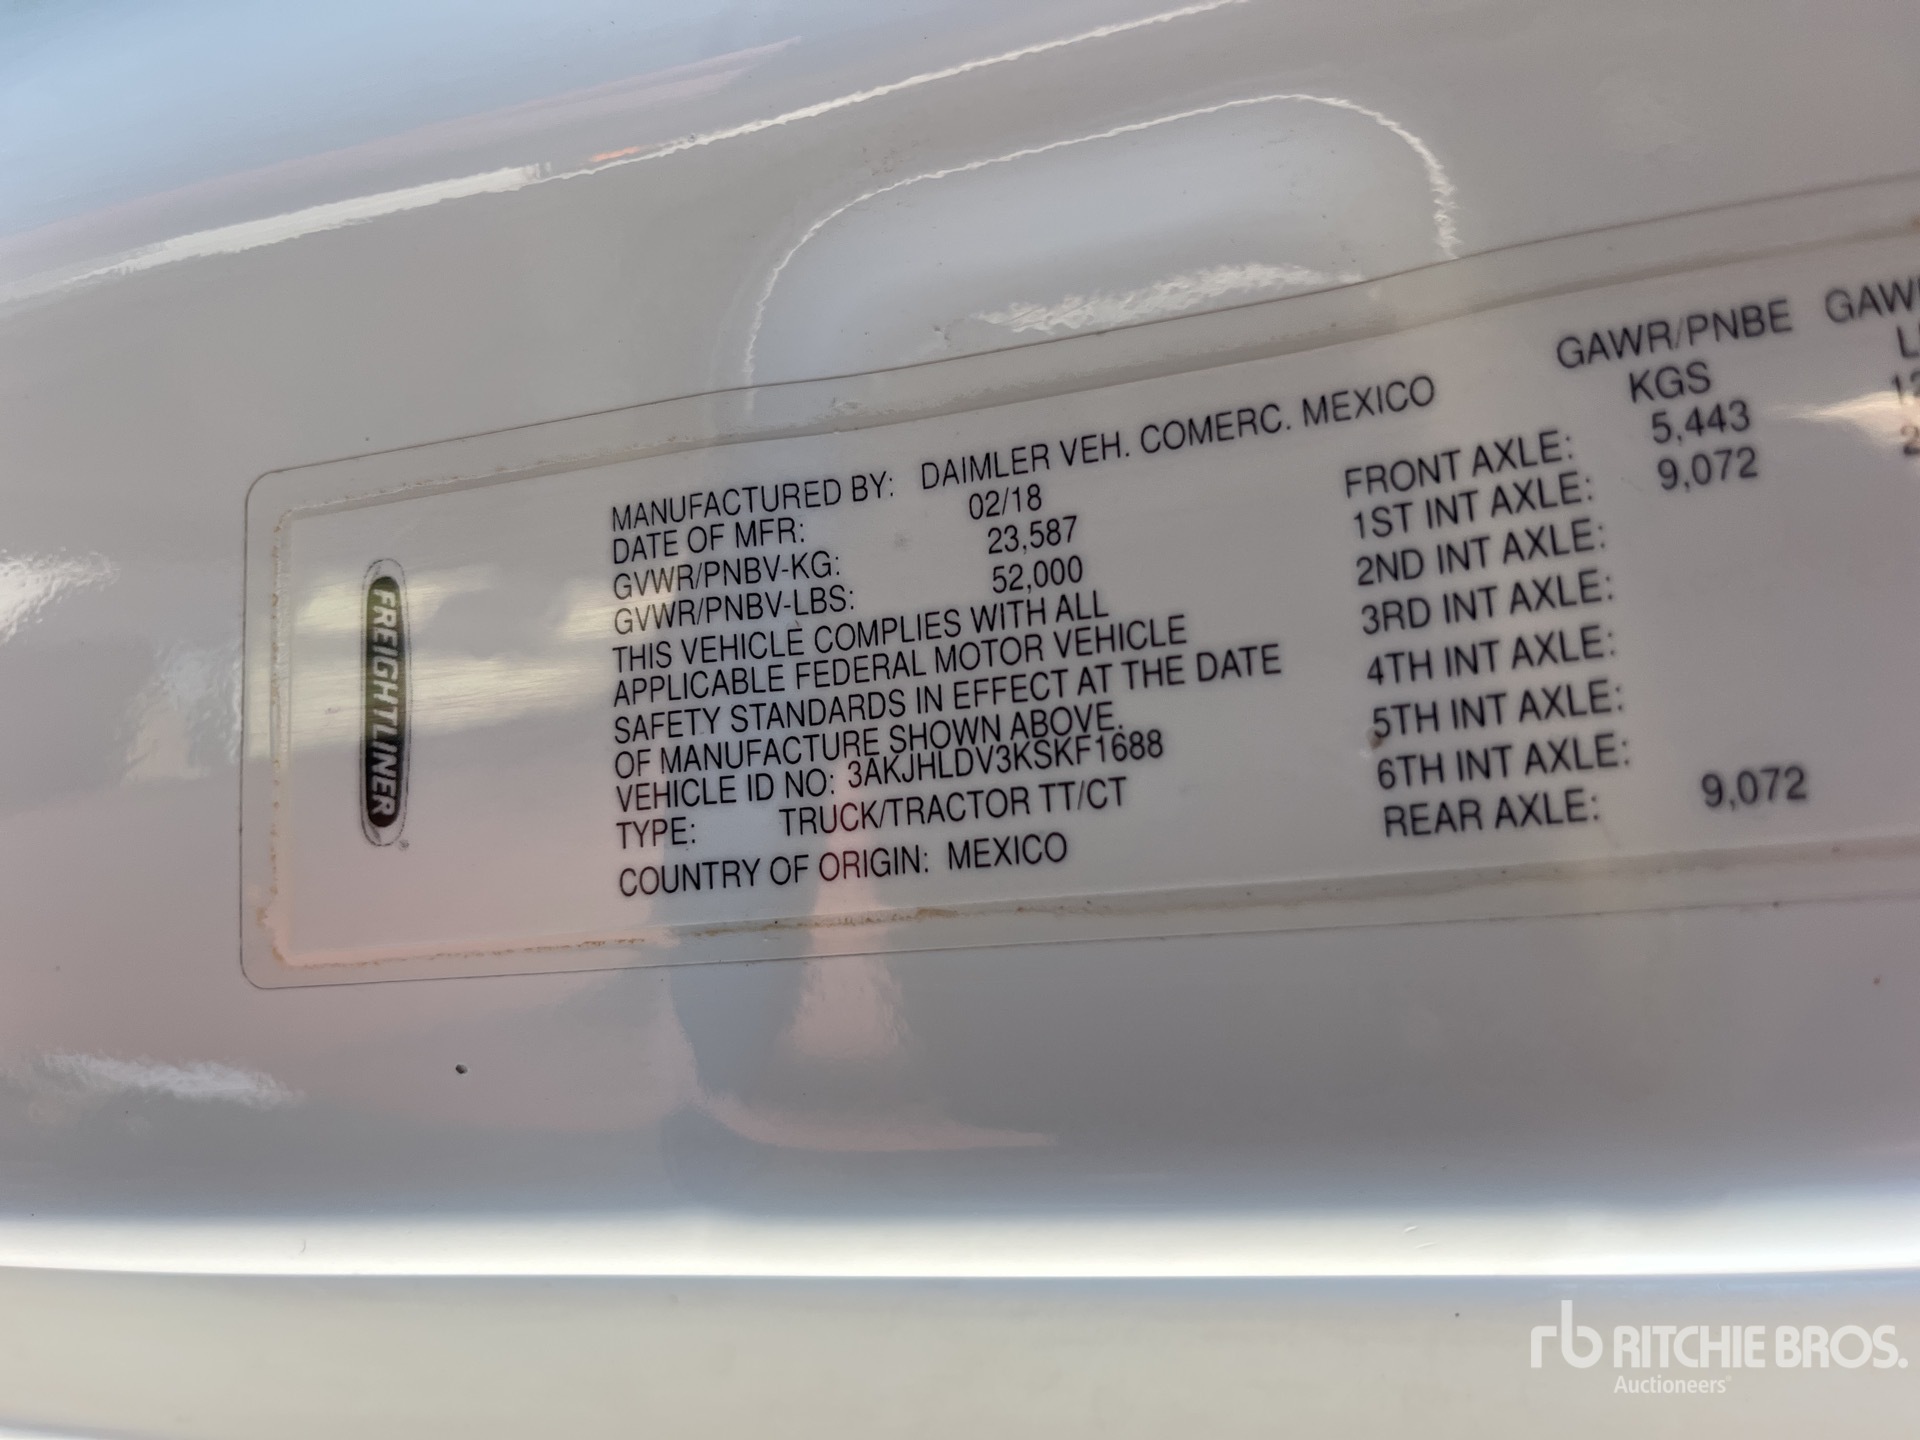 FREIGHTLINER
MANUFACTURED BY: DAIMLER VEH. COMERC. MEXICO
DATE OF MFR: 02/18
GVWR/PNBV-KG: 23,587
GVWR/PNBV-LBS: 52,000
THIS VEHICLE COMPLIES WITH ALL
APPLICABLE FEDERAL MOTOR VEHICLE
SAFETY STANDARDS IN EFFECT AT THE DATE
OF MANUFACTURE SHOWN ABOVE.
VEHICLE ID NO: 3AKJHLDV3KSKF1688
TYPE: TRUCK/TRACTOR TT/CT
COUNTRY OF ORIGIN: MEXICO
GAWR/PNBE
KGS
FRONT AXLE: 5,443
1ST INT AXLE: 9,072
2ND INT AXLE:
3RD INT AXLE:
4TH INT AXLE:
5TH INT AXLE:
6TH INT AXLE:
REAR AXLE: 9,072
rb RITCHIE BROS.
Auctioneers